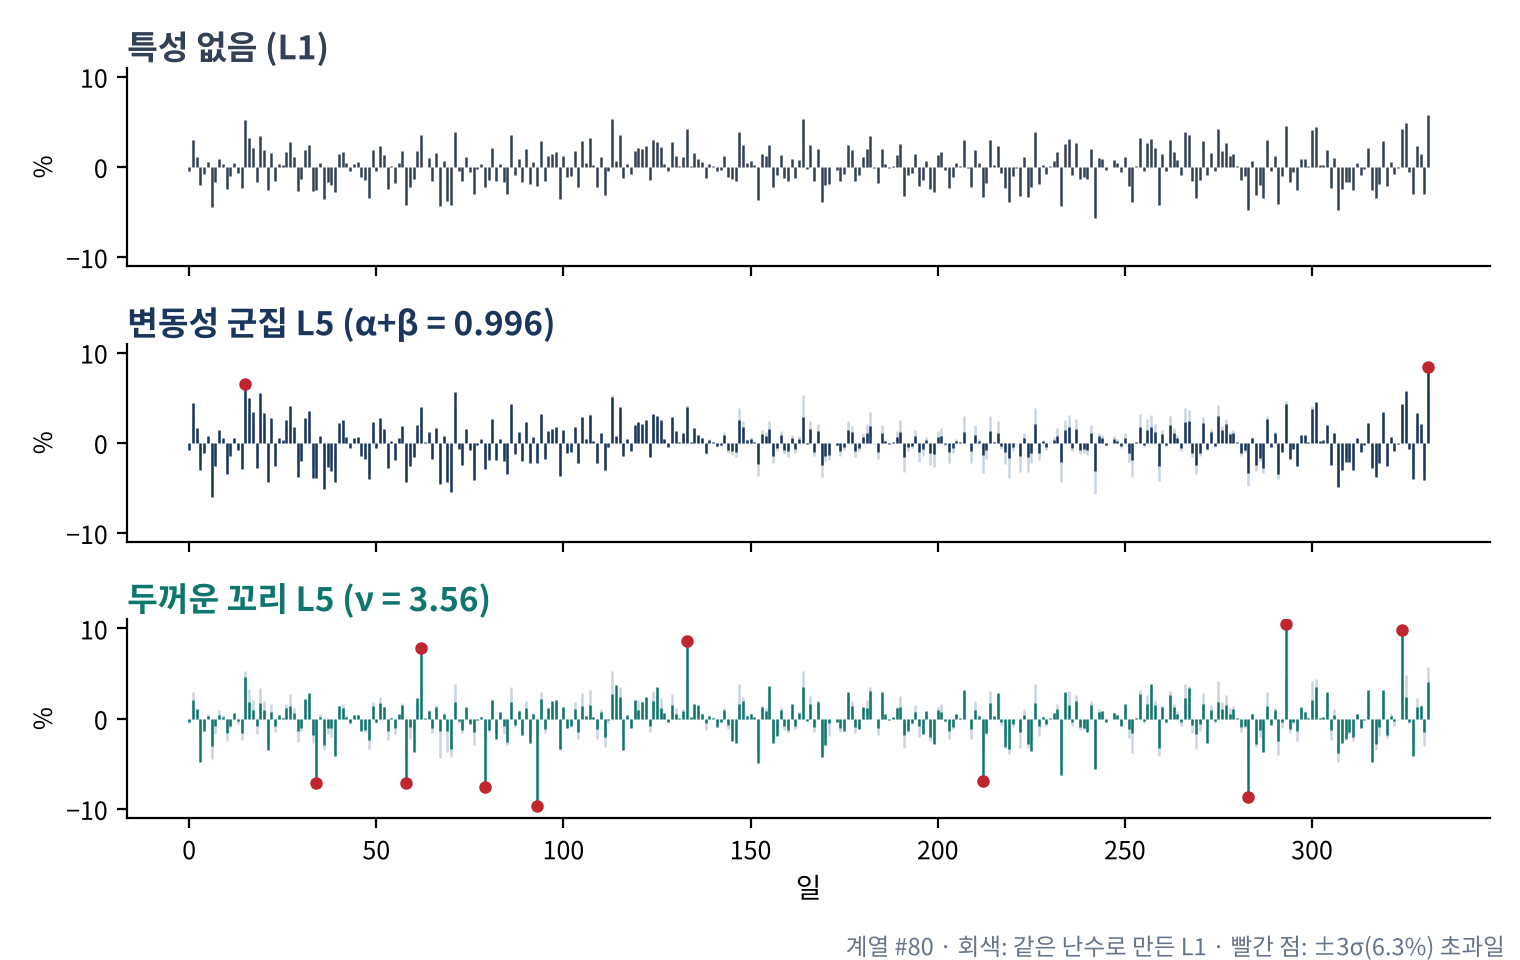 특성 없음 (L1)
10
0
−10
%
변동성 군집 L5 (α+β = 0.996)
10
0
−10
%
두꺼운 꼬리 L5 (ν = 3.56)
10
0
−10
%
0 50 100 150 200 250 300
일
계열 #80 · 회색: 같은 난수로 만든 L1 · 빨간 점: ±3σ(6.3%) 초과일